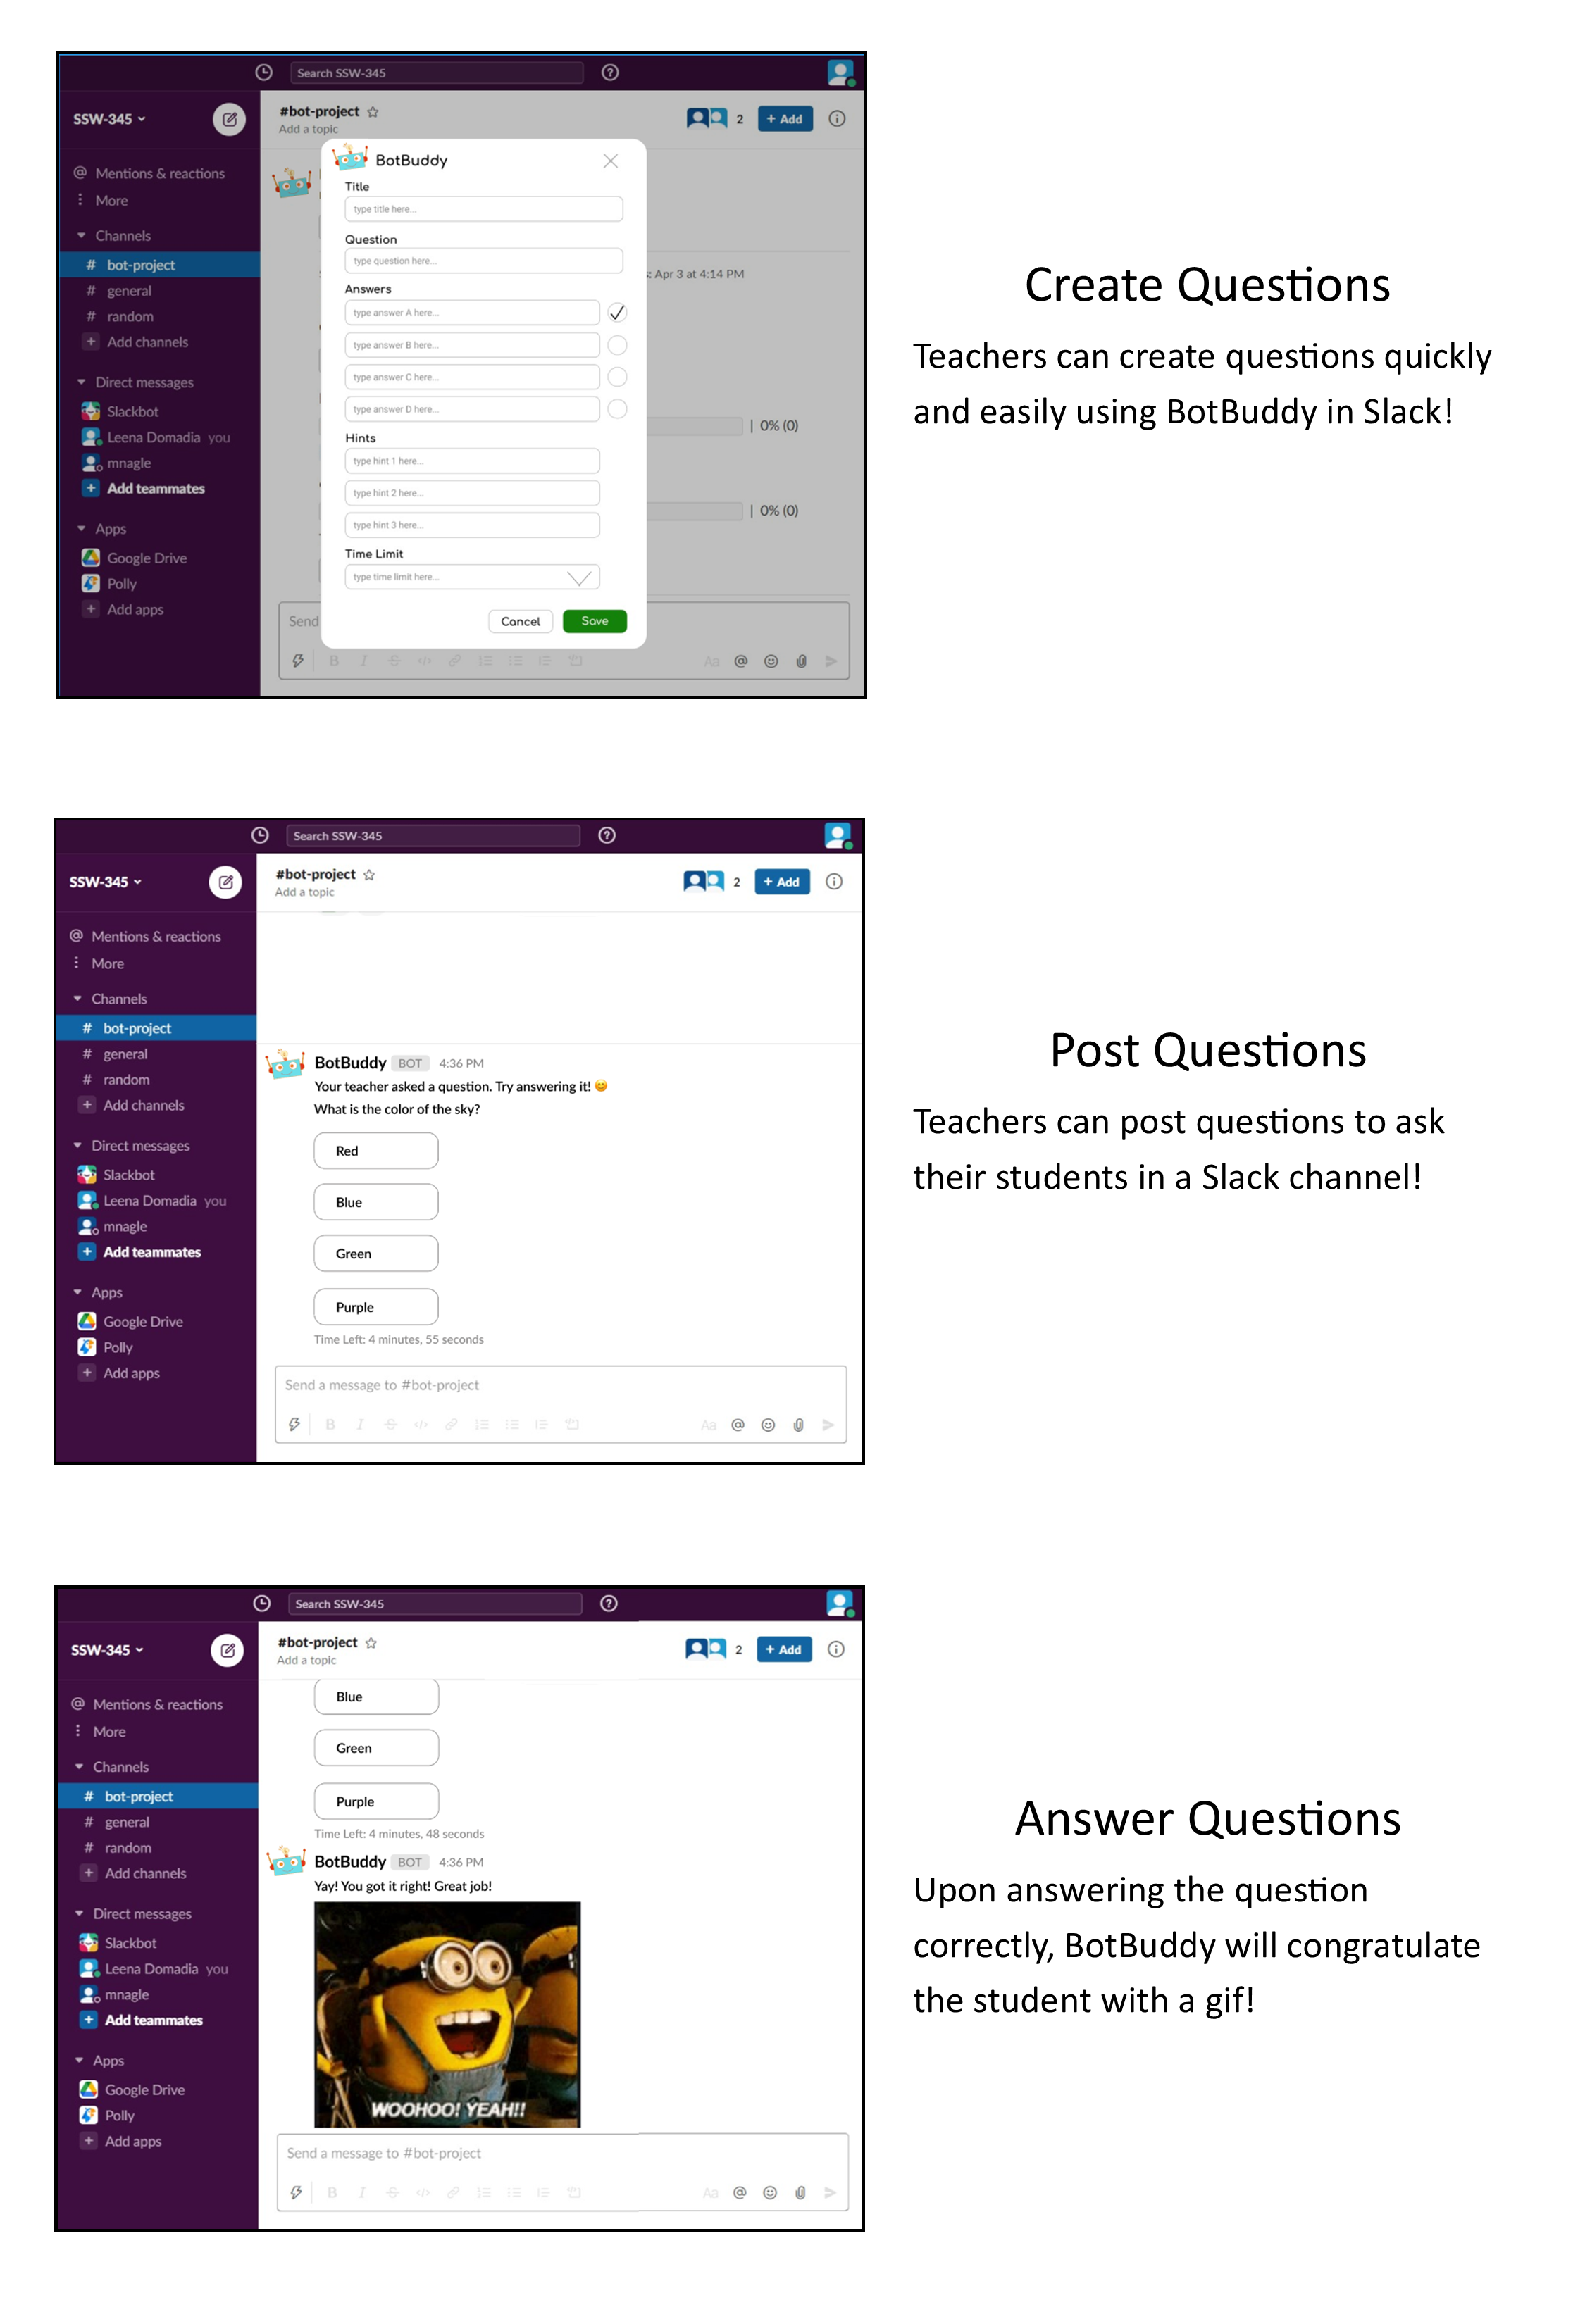 Search SSW-345
SSW-345
#bot-project
Add a topic
2
+ Add
@ Mentions & reactions
More
Channels
# bot-project
# general
# random
+ Add channels
Direct messages
Slackbot
Leena Domadia you
mnagle
+ Add teammates
Apps
Google Drive
Polly
+ Add apps
BotBuddy
Title
type title here...
Question
type question here...
Answers
type answer A here...
type answer B here...
type answer C here...
type answer D here...
Hints
type hint 1 here...
type hint 2 here...
type hint 3 here...
Time Limit
type time limit here...
Cancel
Save
: Apr 3 at 4:14 PM
| 0% (0)
| 0% (0)
Send
B I S </>
Aa @
Create Questions
Teachers can create questions quickly
and easily using BotBuddy in Slack!
Search SSW-345
SSW-345
#bot-project
Add a topic
2
+ Add
@ Mentions & reactions
More
Channels
# bot-project
# general
# random
+ Add channels
Direct messages
Slackbot
Leena Domadia you
mnagle
+ Add teammates
Apps
Google Drive
Polly
+ Add apps
BotBuddy BOT 4:36 PM
Your teacher asked a question. Try answering it! 😊
What is the color of the sky?
Red
Blue
Green
Purple
Time Left: 4 minutes, 55 seconds
Send a message to #bot-project
B I S </>
Aa @
Post Questions
Teachers can post questions to ask
their students in a Slack channel!
Search SSW-345
SSW-345
#bot-project
Add a topic
2
+ Add
@ Mentions & reactions
More
Channels
# bot-project
# general
# random
+ Add channels
Direct messages
Slackbot
Leena Domadia you
mnagle
+ Add teammates
Apps
Google Drive
Polly
+ Add apps
Blue
Green
Purple
Time Left: 4 minutes, 48 seconds
BotBuddy BOT 4:36 PM
Yay! You got it right! Great job!
WOOHOO! YEAH!!
Send a message to #bot-project
B I S </>
Aa @
Answer Questions
Upon answering the question
correctly, BotBuddy will congratulate
the student with a gif!